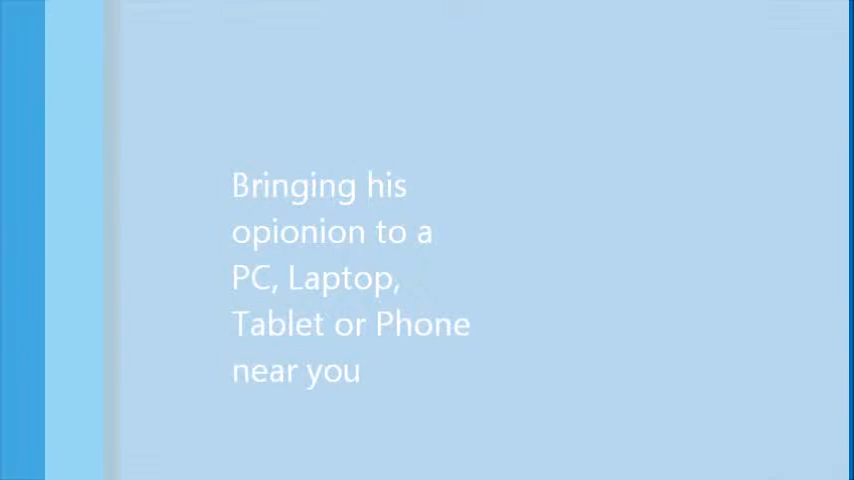 Bringing his
opionion to a
PC, Laptop,
Tablet or Phone
near you